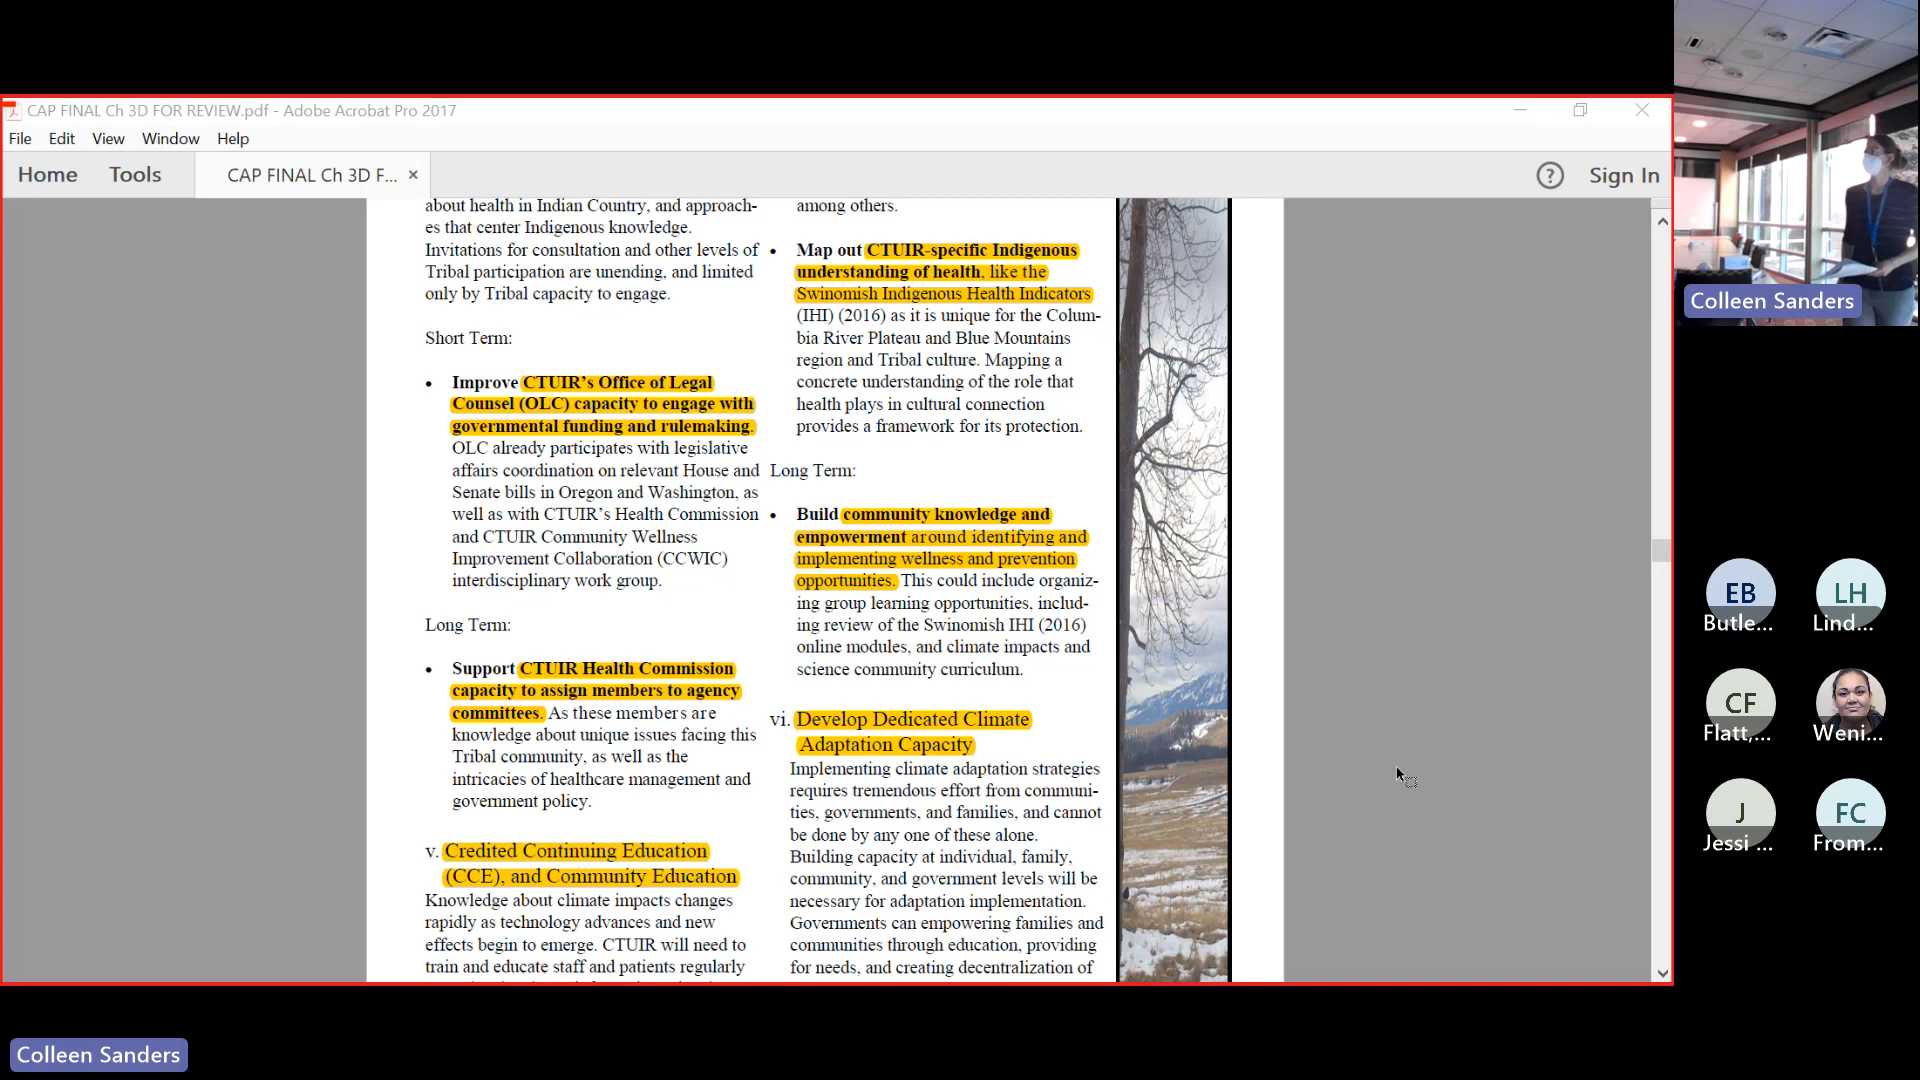 CAP FINAL Ch 3D FOR REVIEW.pdf - Adobe Acrobat Pro 2017
File Edit View Window Help
Home Tools CAP FINAL Ch 3D F... × ? Sign In
about health in Indian Country, and approach-
es that center Indigenous knowledge.
Invitations for consultation and other levels of
Tribal participation are unending, and limited
only by Tribal capacity to engage.
Short Term:
• Improve CTUIR’s Office of Legal
Counsel (OLC) capacity to engage with
governmental funding and rulemaking.
OLC already participates with legislative
affairs coordination on relevant House and
Senate bills in Oregon and Washington, as
well as with CTUIR’s Health Commission
and CTUIR Community Wellness
Improvement Collaboration (CCWIC)
interdisciplinary work group.
Long Term:
• Support CTUIR Health Commission
capacity to assign members to agency
committees. As these members are
knowledge about unique issues facing this
Tribal community, as well as the
intricacies of healthcare management and
government policy.
v. Credited Continuing Education
(CCE), and Community Education
Knowledge about climate impacts changes
rapidly as technology advances and new
effects begin to emerge. CTUIR will need to
train and educate staff and patients regularly
among others.
• Map out CTUIR-specific Indigenous
understanding of health, like the
Swinomish Indigenous Health Indicators
(IHI) (2016) as it is unique for the Colum-
bia River Plateau and Blue Mountains
region and Tribal culture. Mapping a
concrete understanding of the role that
health plays in cultural connection
provides a framework for its protection.
Long Term:
• Build community knowledge and
empowerment around identifying and
implementing wellness and prevention
opportunities. This could include organiz-
ing group learning opportunities, includ-
ing review of the Swinomish IHI (2016)
online modules, and climate impacts and
science community curriculum.
vi. Develop Dedicated Climate
Adaptation Capacity
Implementing climate adaptation strategies
requires tremendous effort from communi-
ties, governments, and families, and cannot
be done by any one of these alone.
Building capacity at individual, family,
community, and government levels will be
necessary for adaptation implementation.
Governments can empowering families and
communities through education, providing
for needs, and creating decentralization of
Colleen Sanders
EB LH
Butle... Lind...
CF
Flatt,... Weni...
J FC
Jessi ... From...
Colleen Sanders